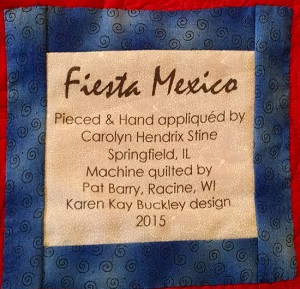 Fiesta Mexico
Pieced & Hand appliquéd by
Carolyn Hendrix Stine
Springfield, IL
Machine quilted by
Pat Barry, Racine, WI
Karen Kay Buckley design
2015